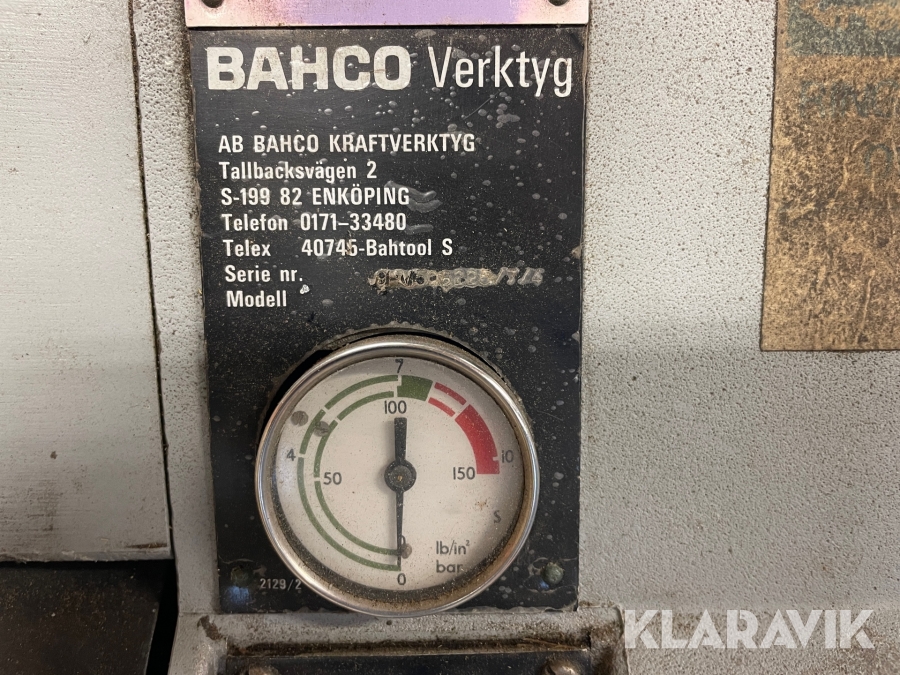 BAHCO Verktyg
AB BAHCO KRAFTVERKTYG
Tallbacksvägen 2
S-199 82 ENKÖPING
Telefon 0171-33480
Telex 40745-Bahtool S
Serie nr.
Modell
7
100
4
10
50
150
S
0
lb/in²
bar
0
2129/2
KLARAVIK